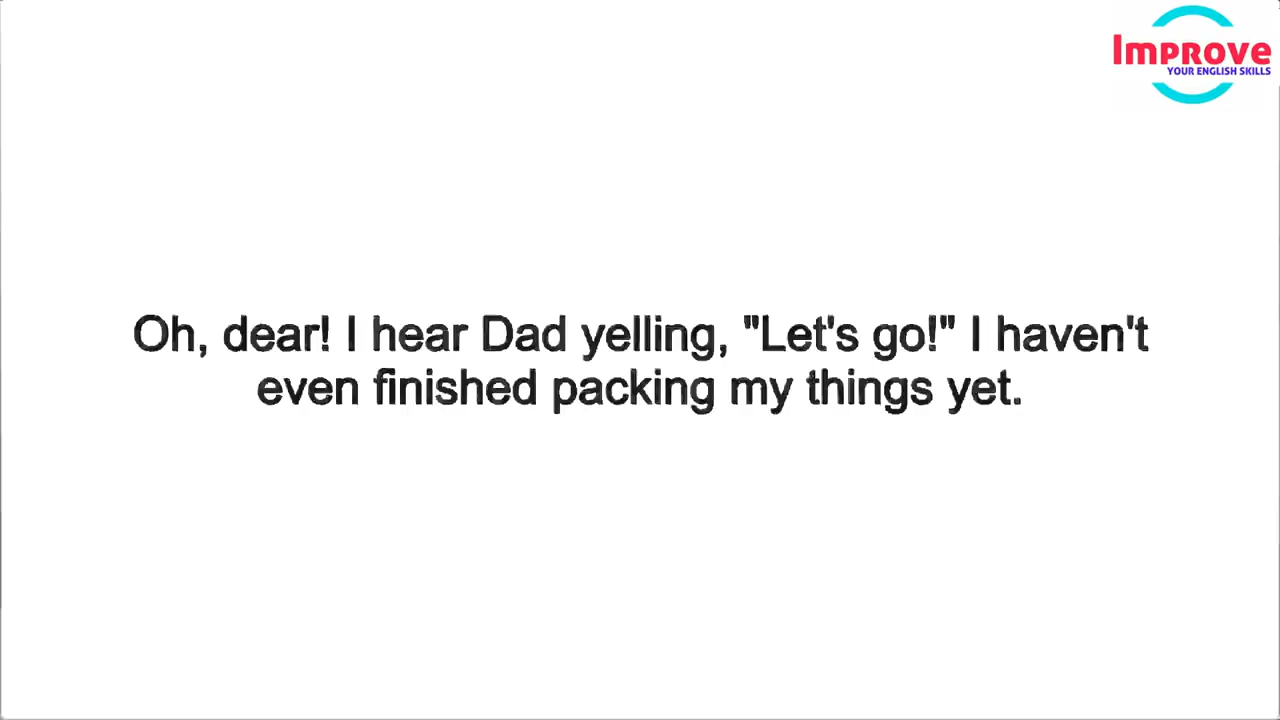 Improve
YOUR ENGLISH SKILLS
Oh, dear! I hear Dad yelling, "Let's go!" I haven't
even finished packing my things yet.